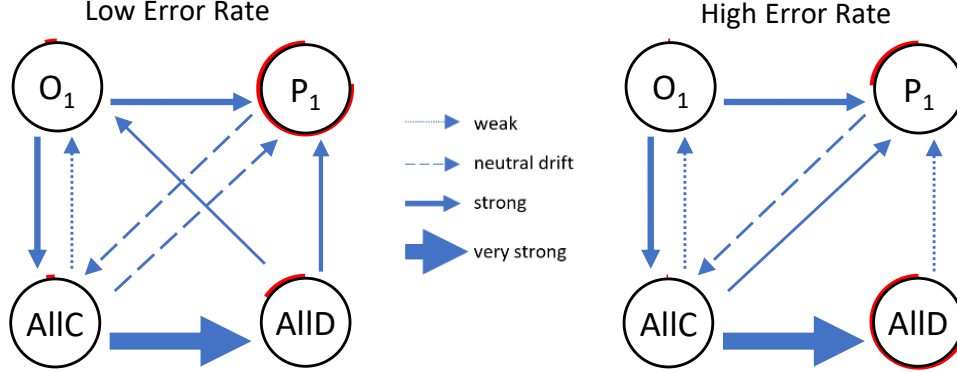 Low Error Rate
O₁
P₁
AllC
AllD
weak
neutral drift
strong
very strong
High Error Rate
O₁
P₁
AllC
AllD